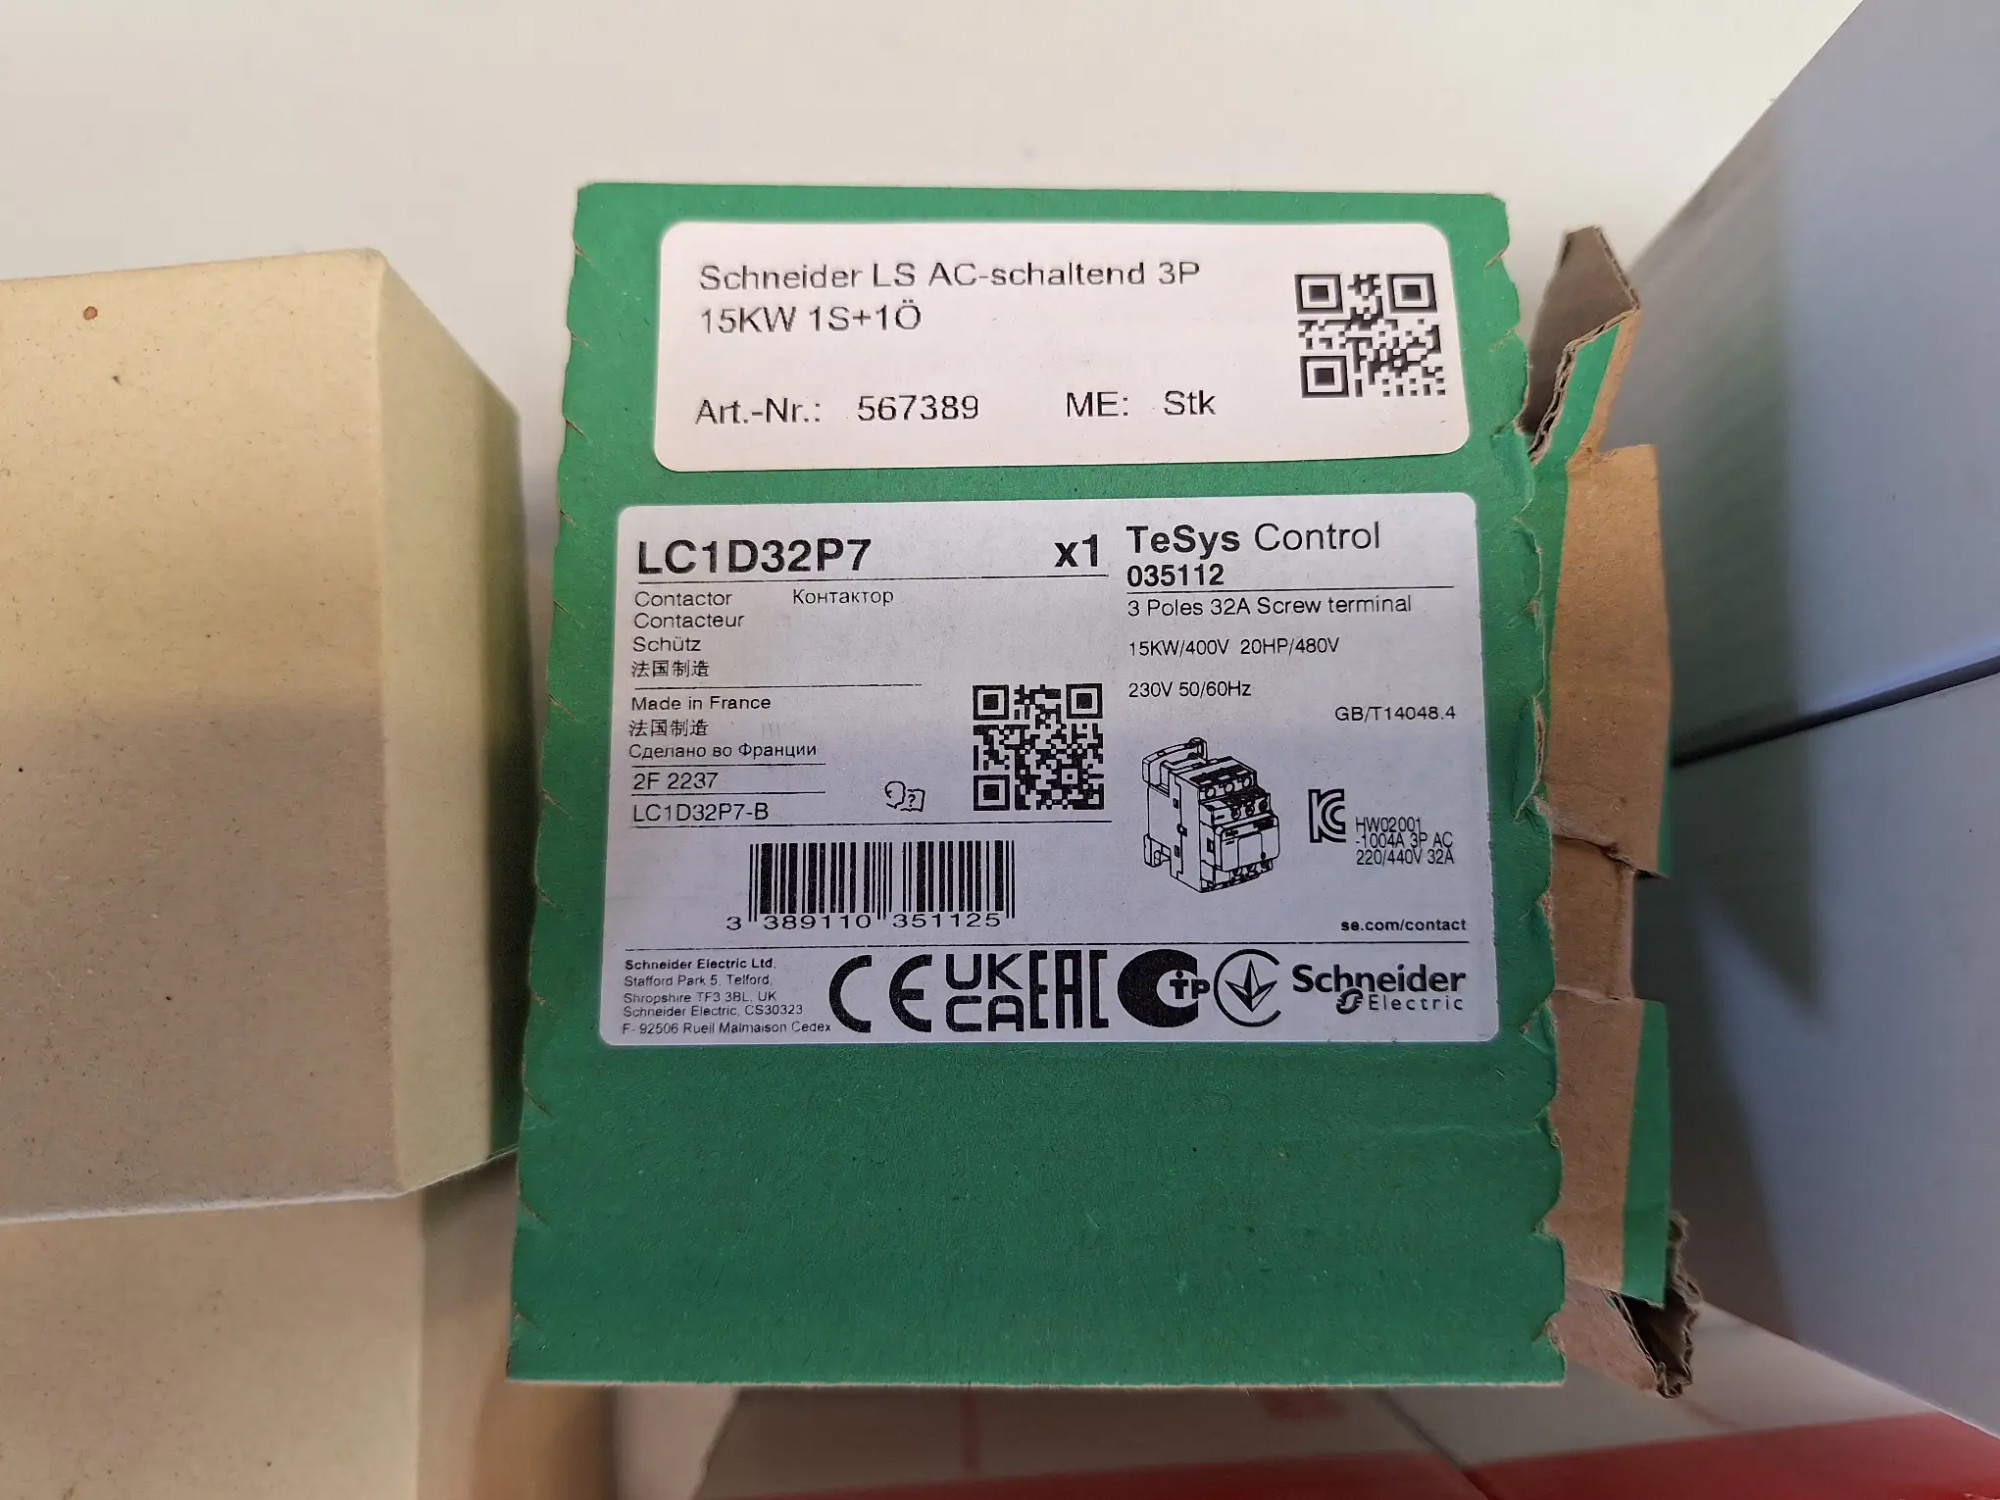 Schneider LS AC-schaltend 3P
15KW 1S+1Ö
Art.-Nr.: 567389 ME: Stk
LC1D32P7 x1
Contactor Контактор
Contacteur
Schütz
法国制造
Made in France
法国制造
Сделано во Франции
2F 2237
LC1D32P7-B
3 389110 351125
TeSys Control
035112
3 Poles 32A Screw terminal
15KW/400V 20HP/480V
230V 50/60Hz
GB/T14048.4
HW02001
-1004A 3P AC
220/440V 32A
se.com/contact
Schneider Electric Ltd,
Stafford Park 5, Telford,
Shropshire TF3 3BL, UK
Schneider Electric, CS30323
F- 92506 Rueil Malmaison Cedex
CE UK CA EAC TP Schneider
Electric